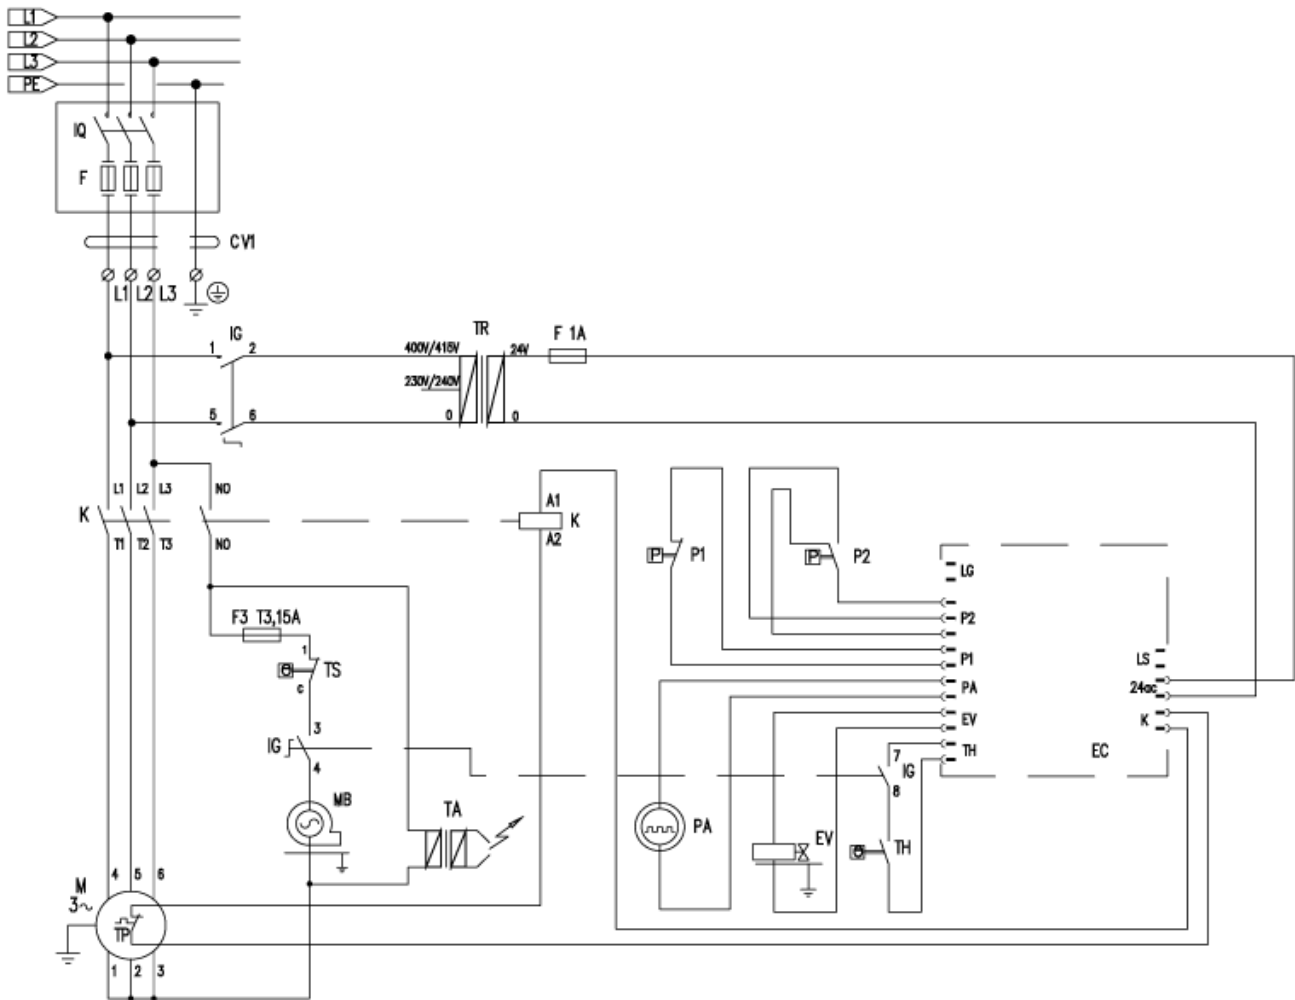 L1
L2
L3
PE
IQ
F
CV1
L1 L2 L3
IG
1 2
5 6
TR
400V/415V
230V/240V
0
24V
0
F 1A
L1 L2 L3 NO
K
T1 T2 T3 NO
A1
K
A2
P P1
P P2
F3 T3,15A
1
TS
C
3
IG
4
MB
TA
LG
P2
P1
PA
EV
TH
LS
24ac
K
EC
7
IG
8
PA
EV
TH
M
3~
4 5 6
TP
1 2 3